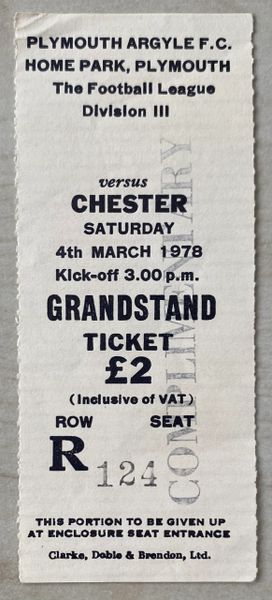 PLYMOUTH ARGYLE F.C.
HOME PARK, PLYMOUTH
The Football League
Division III
versus
CHESTER
SATURDAY
4th MARCH 1978
Kick-off 3.00 p.m.
GRANDSTAND
TICKET
£2
(Inclusive of VAT)
ROW SEAT
R 124
COMPLIMENTARY
THIS PORTION TO BE GIVEN UP
AT ENCLOSURE SEAT ENTRANCE
Clarke, Doble & Brendon, Ltd.